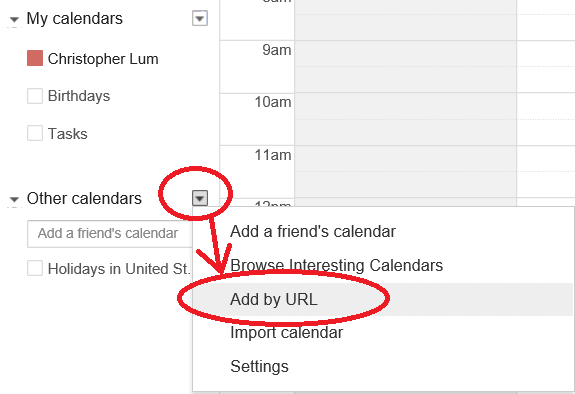 My calendars
Christopher Lum
Birthdays
Tasks
Other calendars
Add a friend's calendar
Holidays in United St.
9am
10am
11am
Add a friend's calendar
Browse Interesting Calendars
Add by URL
Import calendar
Settings